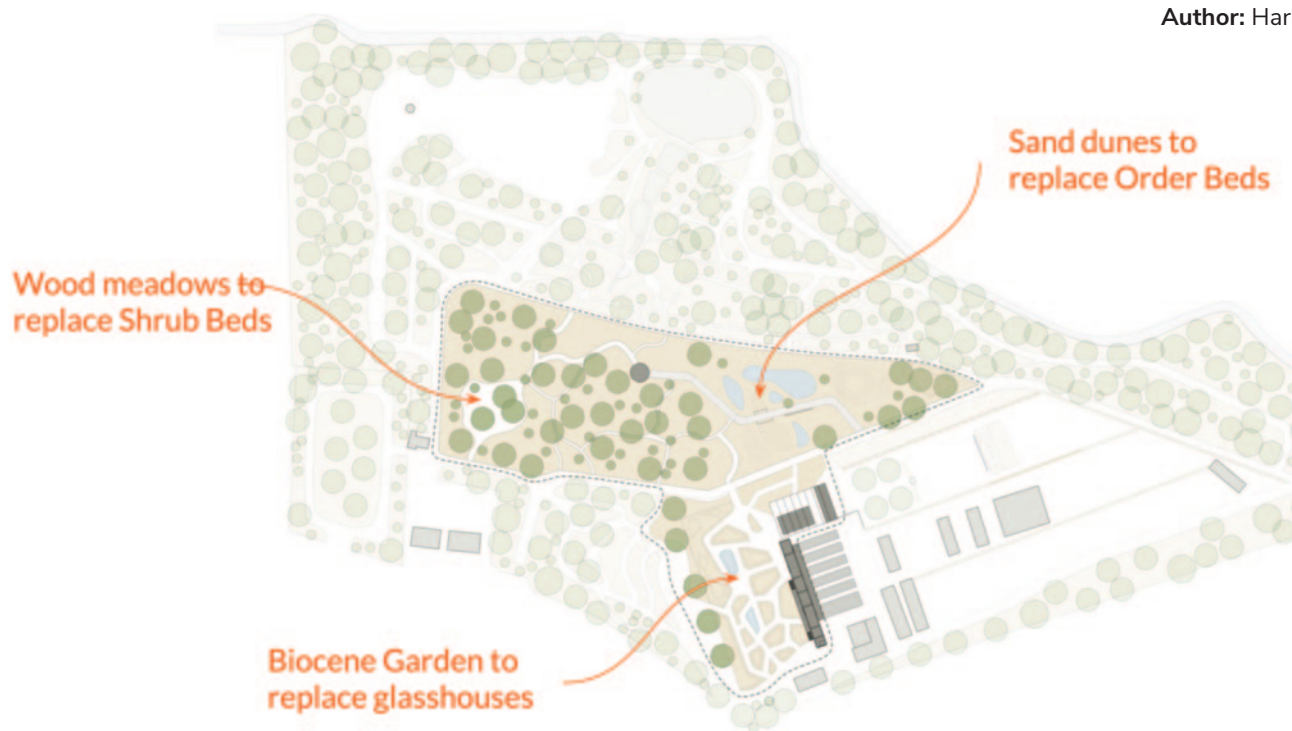 Author: Har
Sand dunes to
replace Order Beds
Wood meadows to
replace Shrub Beds
Biocene Garden to
replace glasshouses